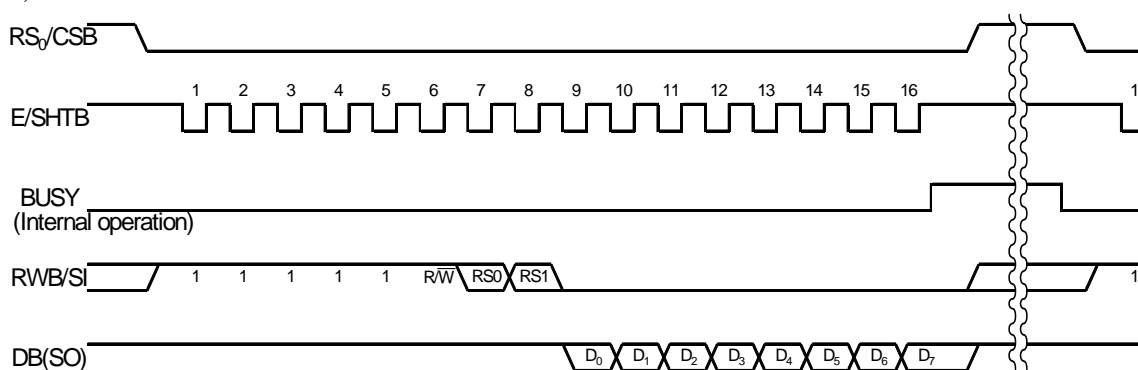 RS0/CSB
1 2 3 4 5 6 7 8 9 10 11 12 13 14 15 16 1
E/SHTB
BUSY
(Internal operation)
RWB/SI 1 1 1 1 1 R/W̅ RS0 RS1 1
DB(SO) D0 D1 D2 D3 D4 D5 D6 D7